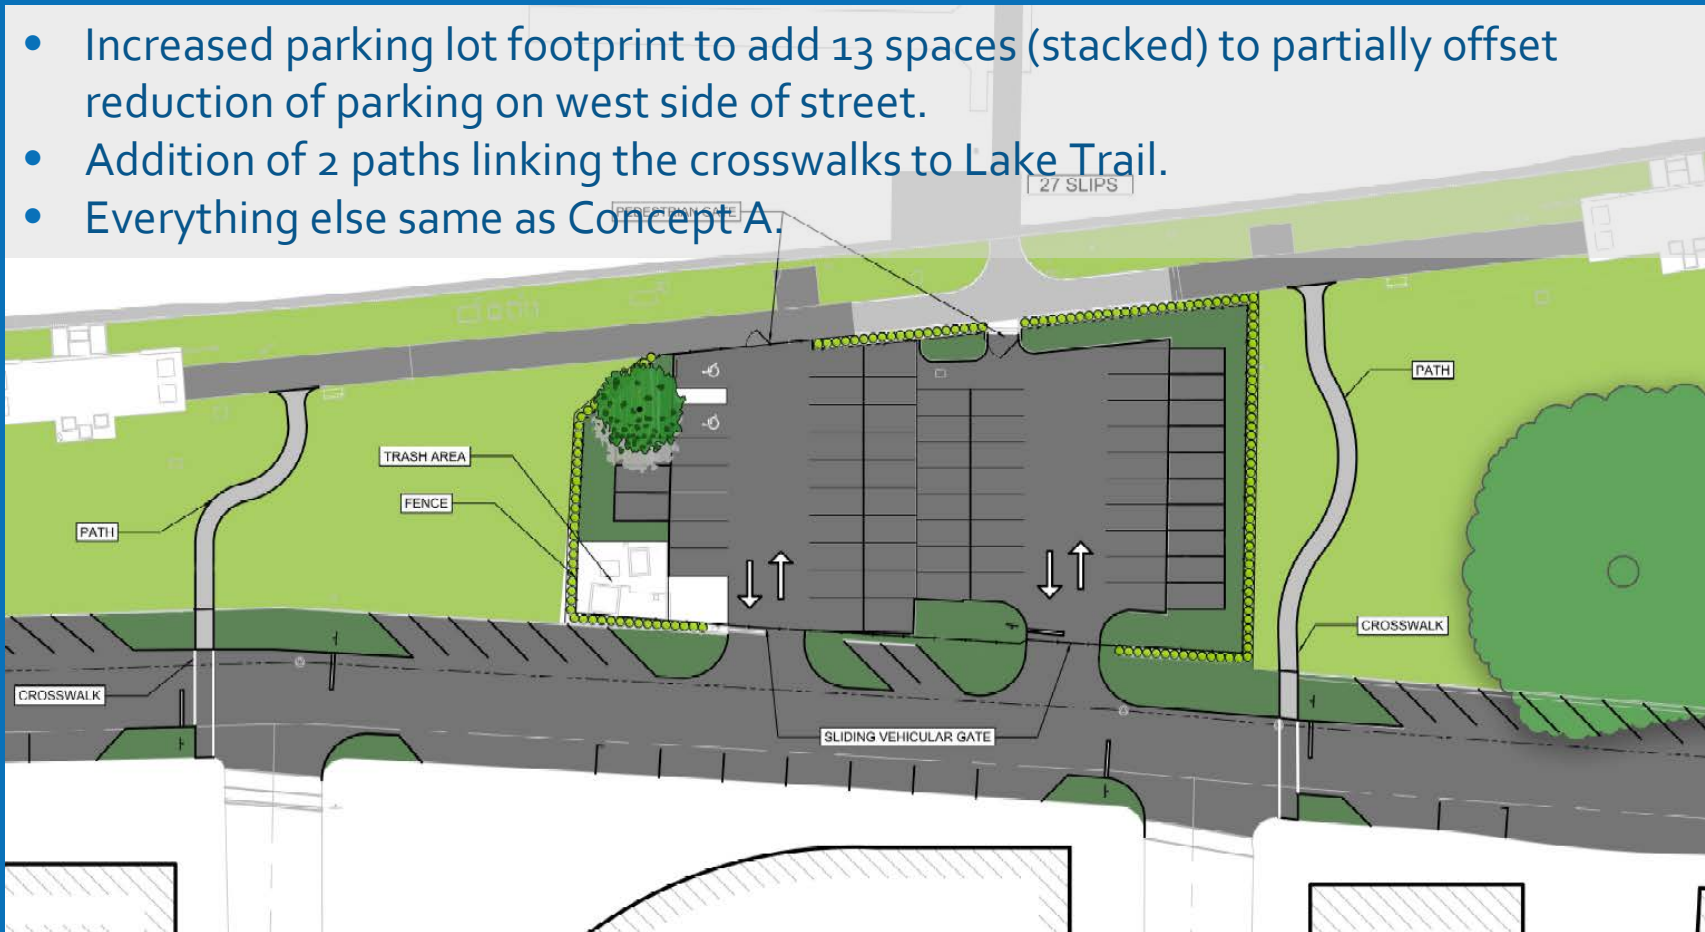 • Increased parking lot footprint to add 13 spaces (stacked) to partially offset
reduction of parking on west side of street.
• Addition of 2 paths linking the crosswalks to Lake Trail.
• Everything else same as Concept A.
27 SLIPS
PEDESTRIAN GATE
PATH
TRASH AREA
FENCE
PATH
CROSSWALK
CROSSWALK
SLIDING VEHICULAR GATE